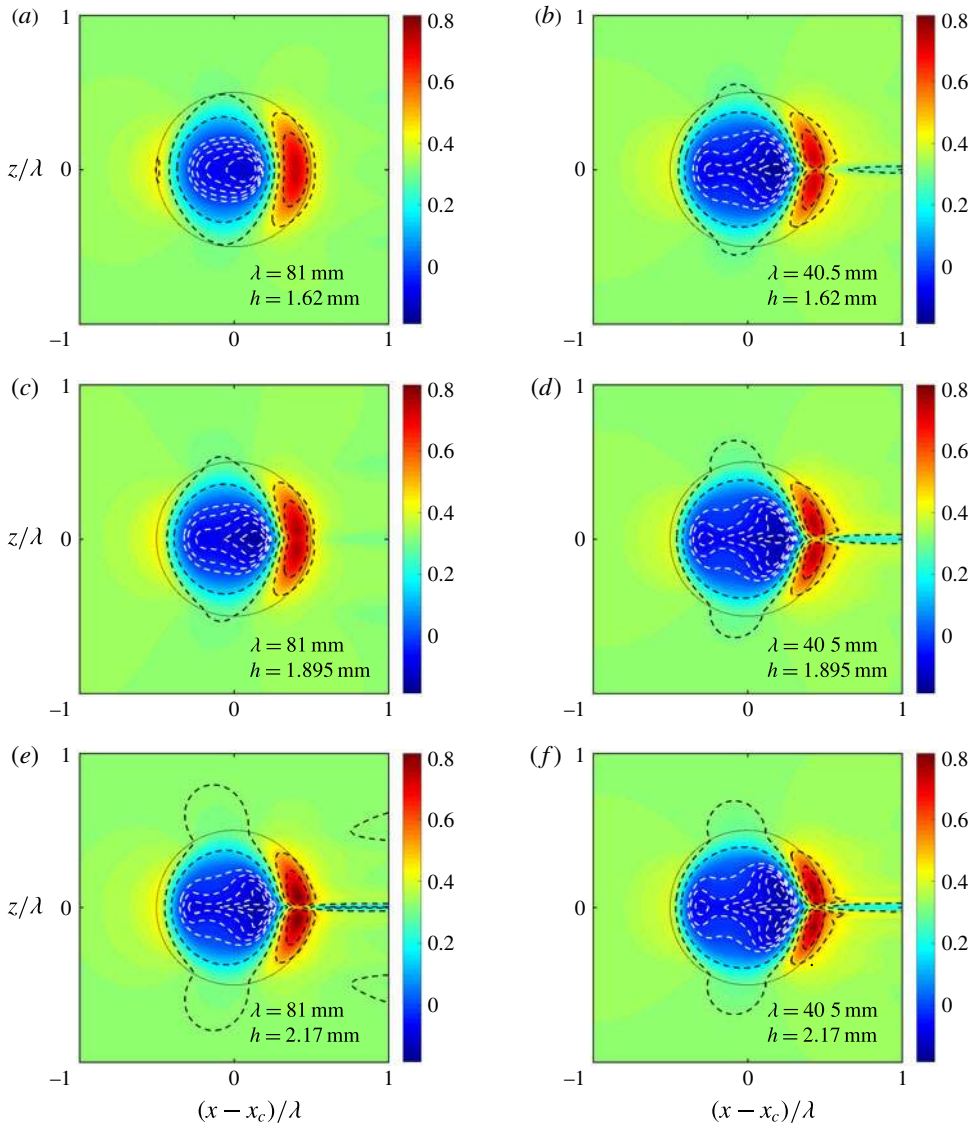 (a) (b)
1 0.8 1 0.8
0.6 0.6
z/λ 0 0.4 0 0.4
0.2 0.2
0 0
λ = 81 mm λ = 40.5 mm
h = 1.62 mm h = 1.62 mm
–1 0 1 –1 0 1
(c) (d)
1 0.8 1 0.8
0.6 0.6
z/λ 0 0.4 0 0.4
0.2 0.2
0 0
λ = 81 mm λ = 40 5 mm
h = 1.895 mm h = 1.895 mm
–1 0 1 –1 0 1
(e) (f)
1 0.8 1 0.8
0.6 0.6
z/λ 0 0.4 0 0.4
0.2 0.2
0 0
λ = 81 mm λ = 40 5 mm
h = 2.17 mm h = 2.17 mm
–1 0 1 –1 0 1
(x – x_c)/λ (x – x_c)/λ